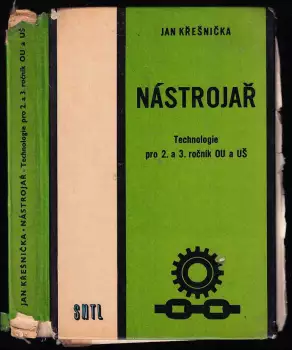 JAN KŘEŠNIČKA
NÁSTROJAŘ
Technologie
pro 2. a 3. ročník OU a UŠ
SNTL
JAN KŘEŠNIČKA • NÁSTROJAŘ - Technologie pro 2. a 3. ročník OU a UŠ